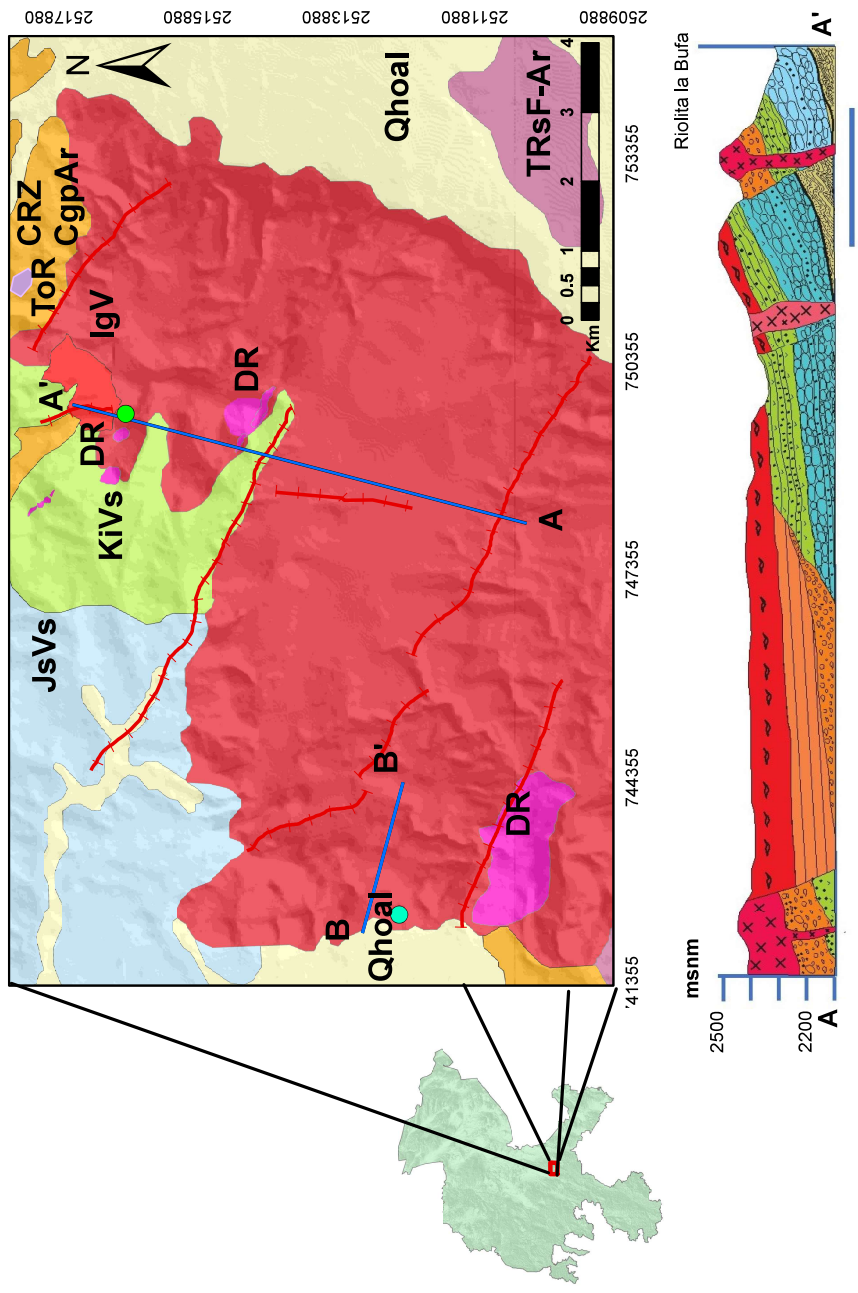 2517880
2515880
2513880
2511880
2509880
CRZ
ToR
JsVs
A'
CgpAr
N
DR
IgV
KiVs
DR
B
B'
Qhoal
Qhoal
DR
TRsF-Ar
A
0
0.5
1
2
3
4
Km
'41355
744355
747355
750355
753355
msnm
Riolita la Bufa
2500
2200
A
A'